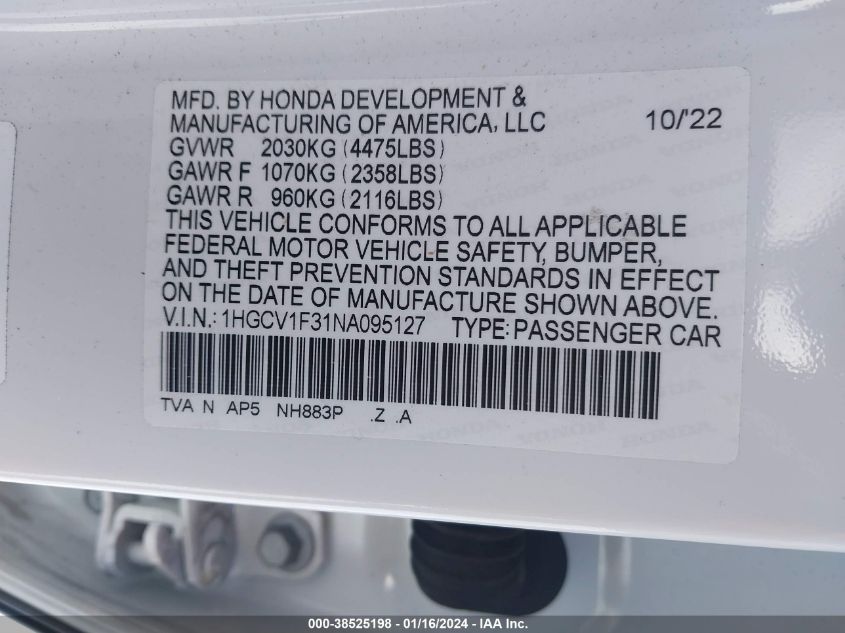 MFD. BY HONDA DEVELOPMENT &
MANUFACTURING OF AMERICA, LLC 10/'22
GVWR 2030KG (4475LBS)
GAWR F 1070KG (2358LBS)
GAWR R 960KG (2116LBS)
THIS VEHICLE CONFORMS TO ALL APPLICABLE
FEDERAL MOTOR VEHICLE SAFETY, BUMPER,
AND THEFT PREVENTION STANDARDS IN EFFECT
ON THE DATE OF MANUFACTURE SHOWN ABOVE.
V.I.N.: 1HGCV1F31NA095127 TYPE: PASSENGER CAR
TVA N AP5 NH883P .Z .A
000-38525198 - 01/16/2024 - IAA Inc.